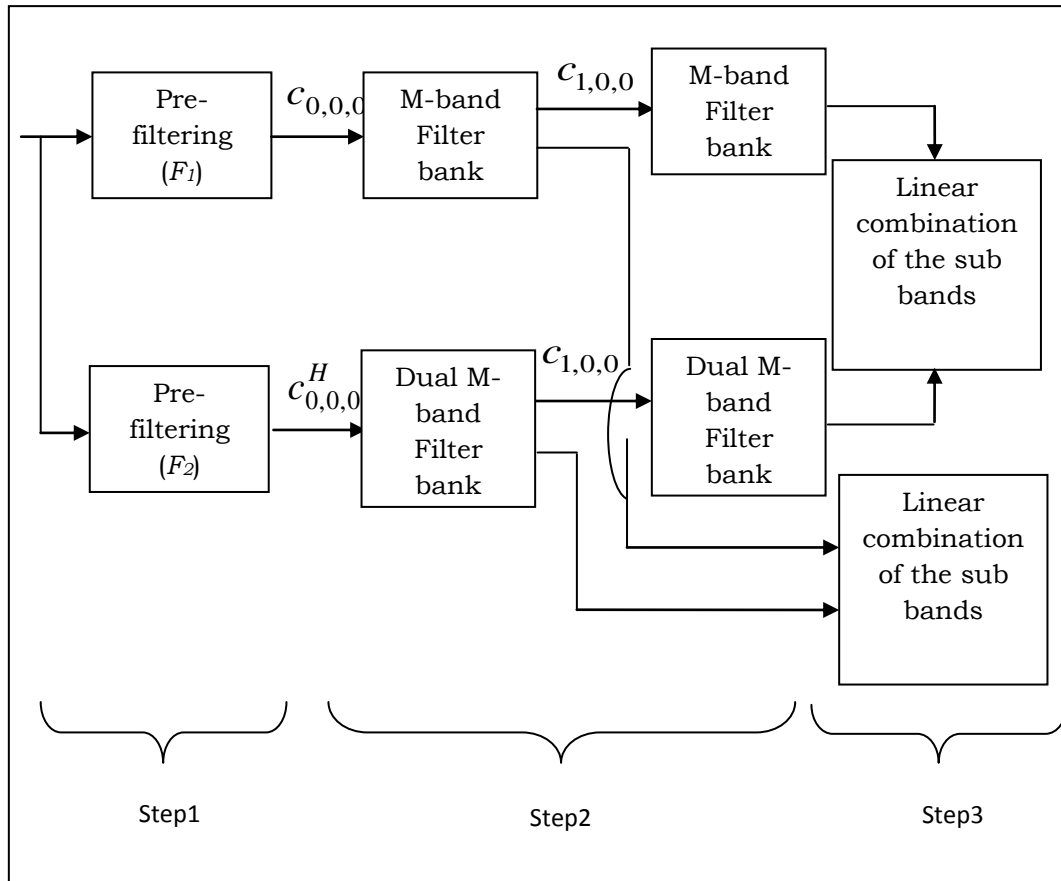 Pre-
filtering
(F1)
c0,0,0
M-band
Filter
bank
c1,0,0
M-band
Filter
bank
Linear
combination
of the sub
bands
Pre-
filtering
(F2)
c^H_0,0,0
Dual M-
band
Filter
bank
c1,0,0
Dual M-
band
Filter
bank
Linear
combination
of the sub
bands
Step1
Step2
Step3